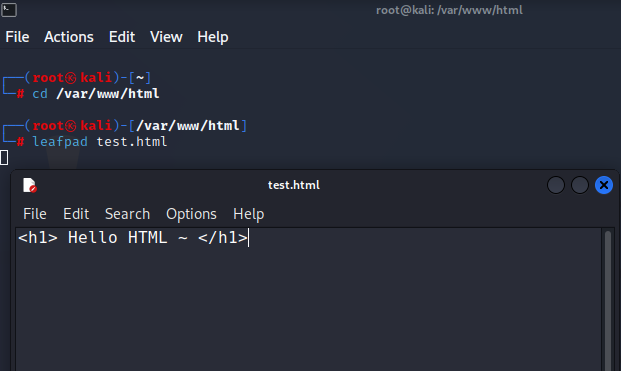 root@kali: /var/www/html
File Actions Edit View Help
┌──(root㉿kali)-[~]
└─# cd /var/www/html
┌──(root㉿kali)-[/var/www/html]
└─# leafpad test.html
test.html
File Edit Search Options Help
<h1> Hello HTML ~ </h1>